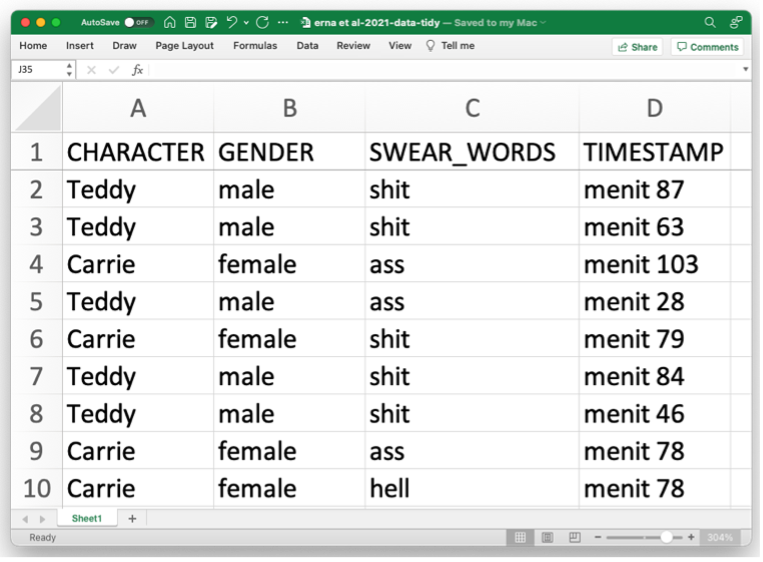 AutoSave OFF ... erna et al-2021-data-tidy — Saved to my Mac
Home Insert Draw Page Layout Formulas Data Review View Tell me Share Comments
J35 fx
A B C D
1 CHARACTER GENDER SWEAR_WORDS TIMESTAMP
2 Teddy male shit menit 87
3 Teddy male shit menit 63
4 Carrie female ass menit 103
5 Teddy male ass menit 28
6 Carrie female shit menit 79
7 Teddy male shit menit 84
8 Teddy male shit menit 46
9 Carrie female ass menit 78
10 Carrie female hell menit 78
Sheet1 +
Ready - + 304%